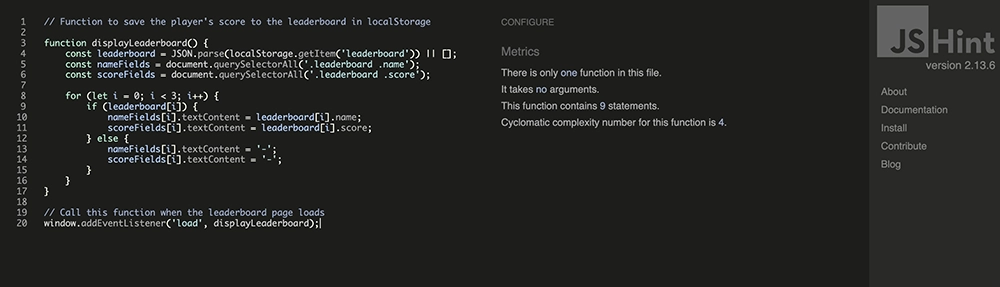 1 // Function to save the player's score to the leaderboard in localStorage
2
3 function displayLeaderboard() {
4     const leaderboard = JSON.parse(localStorage.getItem('leaderboard')) || [];
5     const nameFields = document.querySelectorAll('.leaderboard .name');
6     const scoreFields = document.querySelectorAll('.leaderboard .score');
7
8     for (let i = 0; i < 3; i++) {
9         if (leaderboard[i]) {
10             nameFields[i].textContent = leaderboard[i].name;
11             scoreFields[i].textContent = leaderboard[i].score;
12         } else {
13             nameFields[i].textContent = '-';
14             scoreFields[i].textContent = '-';
15         }
16     }
17 }
18
19 // Call this function when the leaderboard page loads
20 window.addEventListener('load', displayLeaderboard);
CONFIGURE
Metrics
There is only one function in this file.
It takes no arguments.
This function contains 9 statements.
Cyclomatic complexity number for this function is 4.
JSHint
version 2.13.6
About
Documentation
Install
Contribute
Blog